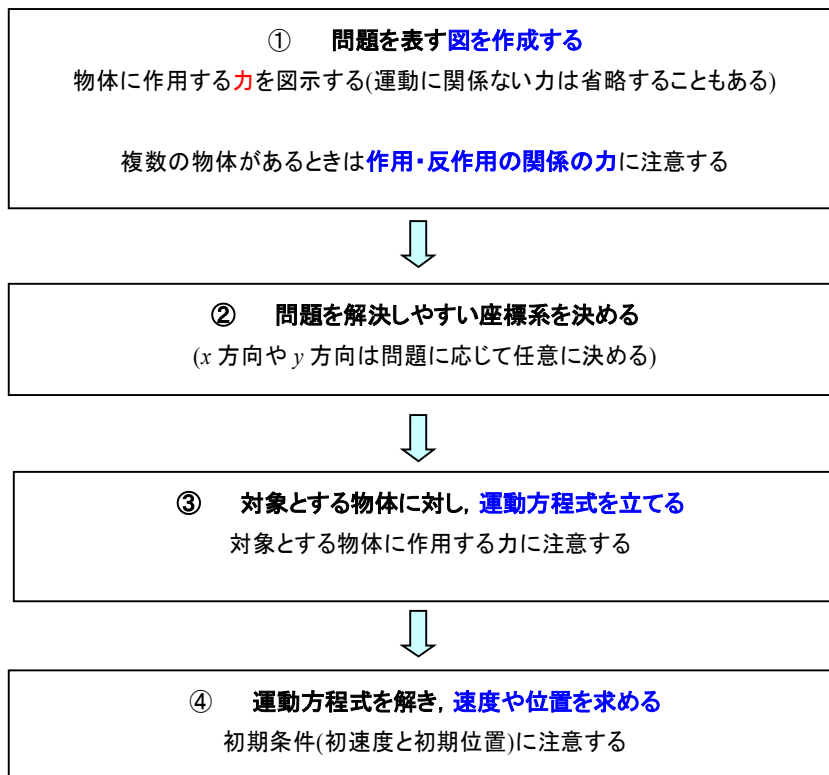 ① 問題を表す図を作成する
物体に作用する力を図示する(運動に関係ない力は省略することもある)
複数の物体があるときは作用・反作用の関係の力に注意する
② 問題を解決しやすい座標系を決める
(x 方向や y 方向は問題に応じて任意に決める)
③ 対象とする物体に対し, 運動方程式を立てる
対象とする物体に作用する力に注意する
④ 運動方程式を解き, 速度や位置を求める
初期条件(初速度と初期位置)に注意する